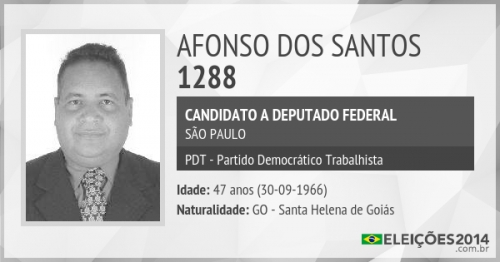 AFONSO DOS SANTOS
1288
CANDIDATO A DEPUTADO FEDERAL
SÃO PAULO
PDT - Partido Democrático Trabalhista
Idade: 47 anos (30-09-1966)
Naturalidade: GO - Santa Helena de Goiás
ELEIÇÕES2014
.com.br